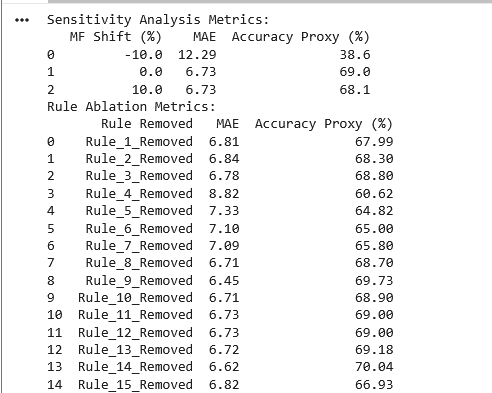 Sensitivity Analysis Metrics:
MF Shift (%) MAE Accuracy Proxy (%)
0 -10.0 12.29 38.6
1 0.0 6.73 69.0
2 10.0 6.73 68.1
Rule Ablation Metrics:
Rule Removed MAE Accuracy Proxy (%)
0 Rule_1_Removed 6.81 67.99
1 Rule_2_Removed 6.84 68.30
2 Rule_3_Removed 6.78 68.80
3 Rule_4_Removed 8.82 60.62
4 Rule_5_Removed 7.33 64.82
5 Rule_6_Removed 7.10 65.00
6 Rule_7_Removed 7.09 65.80
7 Rule_8_Removed 6.71 68.70
8 Rule_9_Removed 6.45 69.73
9 Rule_10_Removed 6.71 68.90
10 Rule_11_Removed 6.73 69.00
11 Rule_12_Removed 6.73 69.00
12 Rule_13_Removed 6.72 69.18
13 Rule_14_Removed 6.62 70.04
14 Rule_15_Removed 6.82 66.93